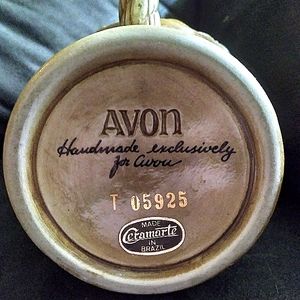 AVON
Handmade exclusively
for Avon
T 05925
MADE
Ceramarte
IN
BRAZIL